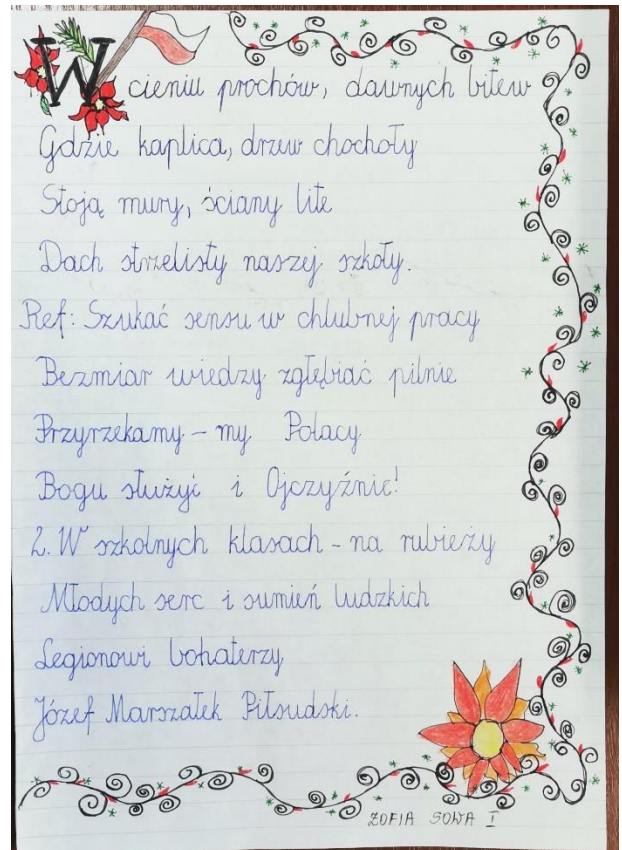 W cieniu prochów, dawnych bitew
Gdzie kaplica, drzew chochoły
Stoją mury, ściany lite
Dach strzelisty naszej szkoły.
Ref: Szukać sensu w chlubnej pracy
Bezmiar wiedzy zgłębiać pilnie
Przyrzekamy – my Polacy
Bogu służyć i Ojczyźnie!
2. W szkolnych klasach – na rubieży
Młodych serc i sumień ludzkich
Legionowi bohaterzy
Józef Marszałek Piłsudski.
ZOFIA SOWA I